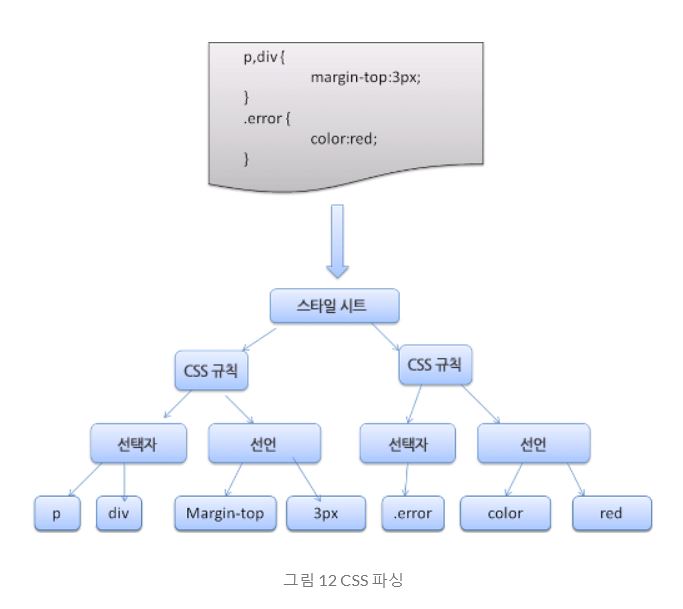 p,div {
margin-top:3px;
}
.error {
color:red;
}
스타일 시트
CSS 규칙
CSS 규칙
선택자
선언
선택자
선언
p
div
Margin-top
3px
.error
color
red
그림 12 CSS 파싱